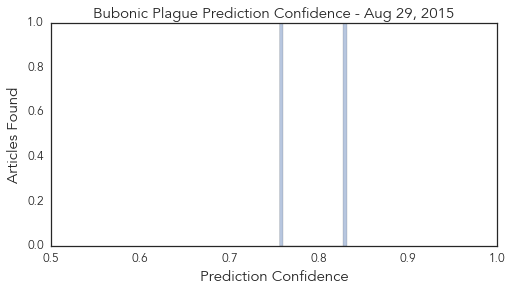 Bubonic Plague Prediction Confidence - Aug 29, 2015
Articles Found
1.0
0.8
0.6
0.4
0.2
0.0
0.5 0.6 0.7 0.8 0.9 1.0
Prediction Confidence